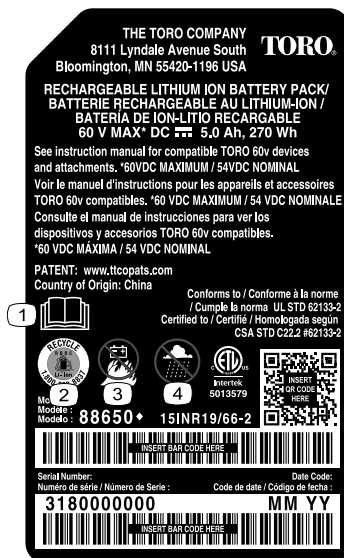 THE TORO COMPANY
8111 Lyndale Avenue South
Bloomington, MN 55420-1196 USA
TORO.
RECHARGEABLE LITHIUM ION BATTERY PACK/
BATTERIE RECHARGEABLE AU LITHIUM-ION /
BATERÍA DE ION-LITIO RECARGABLE
60 V MAX* DC 5.0 Ah, 270 Wh
See instruction manual for compatible TORO 60v devices
and attachments. *60VDC MAXIMUM / 54VDC NOMINAL
Voir le manuel d'instructions pour les appareils et accessoires
TORO 60v compatibles. *60 VDC MAXIMUM / 54 VDC NOMINALE
Consulte el manual de instrucciones para ver los
dispositivos y accesorios TORO 60v compatibles.
*60 VDC MÁXIMA / 54 VDC NOMINAL
PATENT: www.ttcopats.com
Country of Origin: China
1
Conforms to / Conforme à la norme
/ Cumple la norma UL STD 62133-2
Certified to / Certifié / Homologada según
CSA STD C22.2 #62133-2
RECYCLE
RBRC
Li-Ion
2
3
4
ETL
C US
Intertek
5013579
INSERT
QR CODE
HERE
Modèle :
Modelo : 88650 15INR19/66-2
INSERT BAR CODE HERE
Serial Number:
Numéro de série / Número de Serie :
Date Code:
Code de date / Código de fecha :
3180000000 MM YY
INSERT BAR CODE HERE